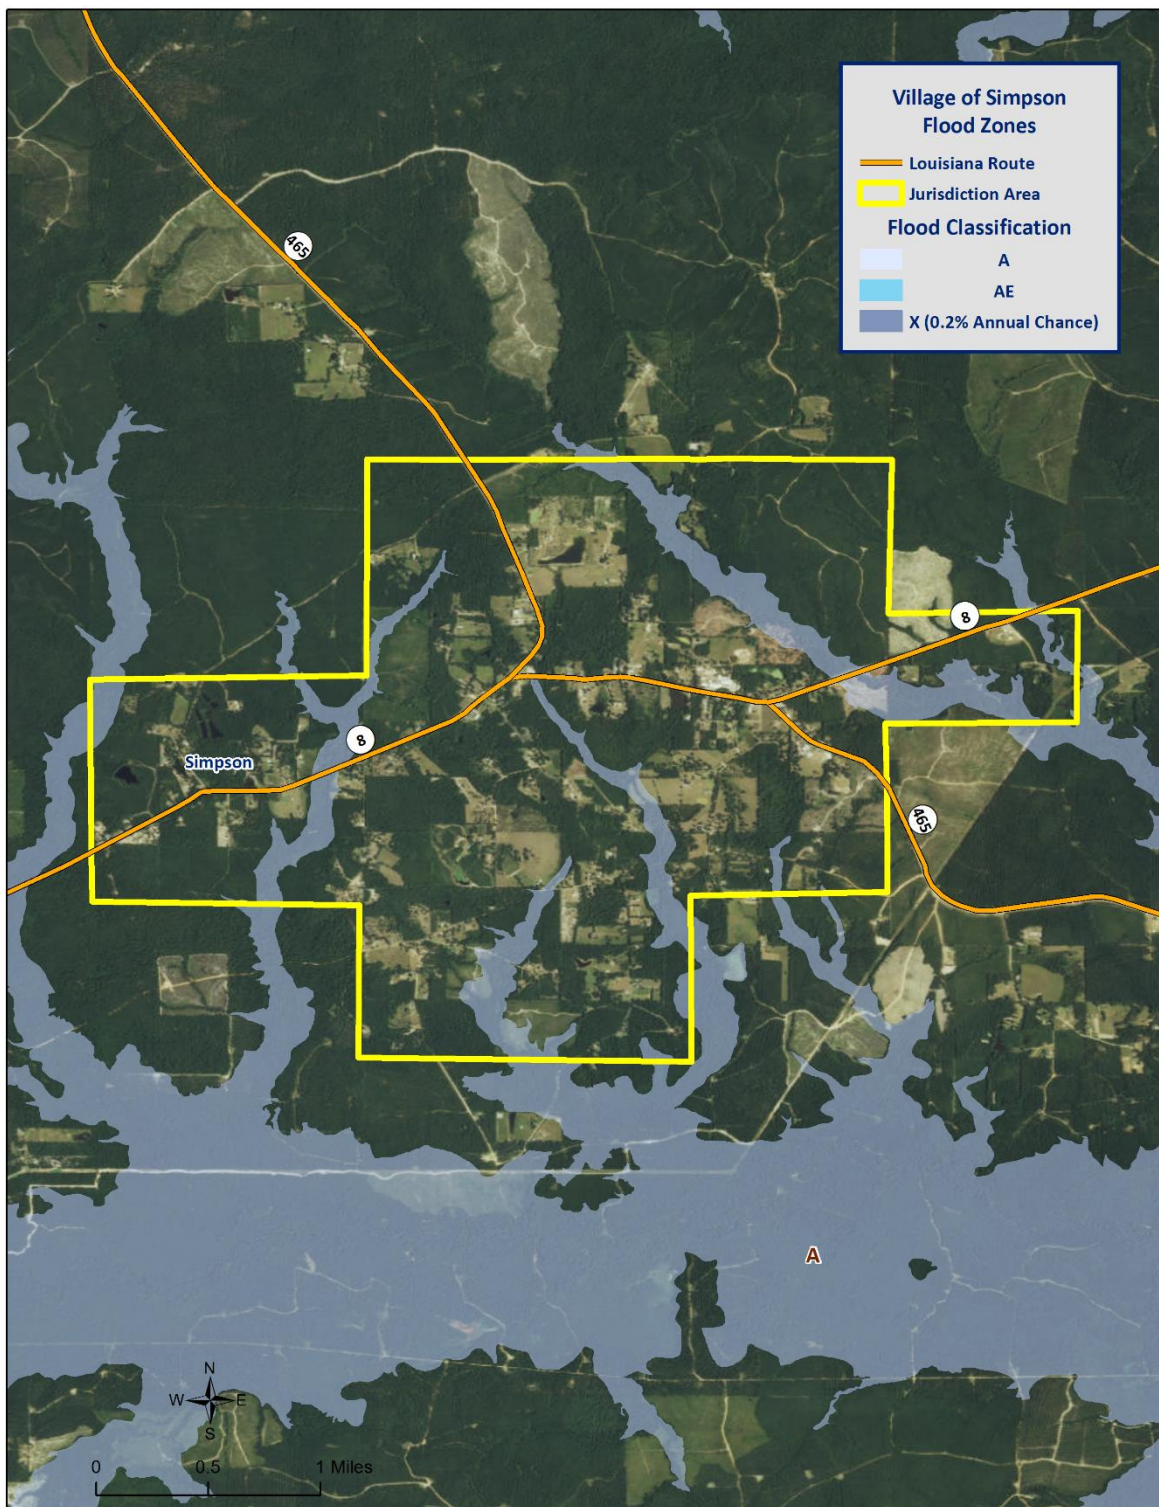 Village of Simpson
Flood Zones
Louisiana Route
Jurisdiction Area
Flood Classification
A
AE
X (0.2% Annual Chance)
465
8
8
Simpson
465
A
N
W E
S
0 0.5 1 Miles